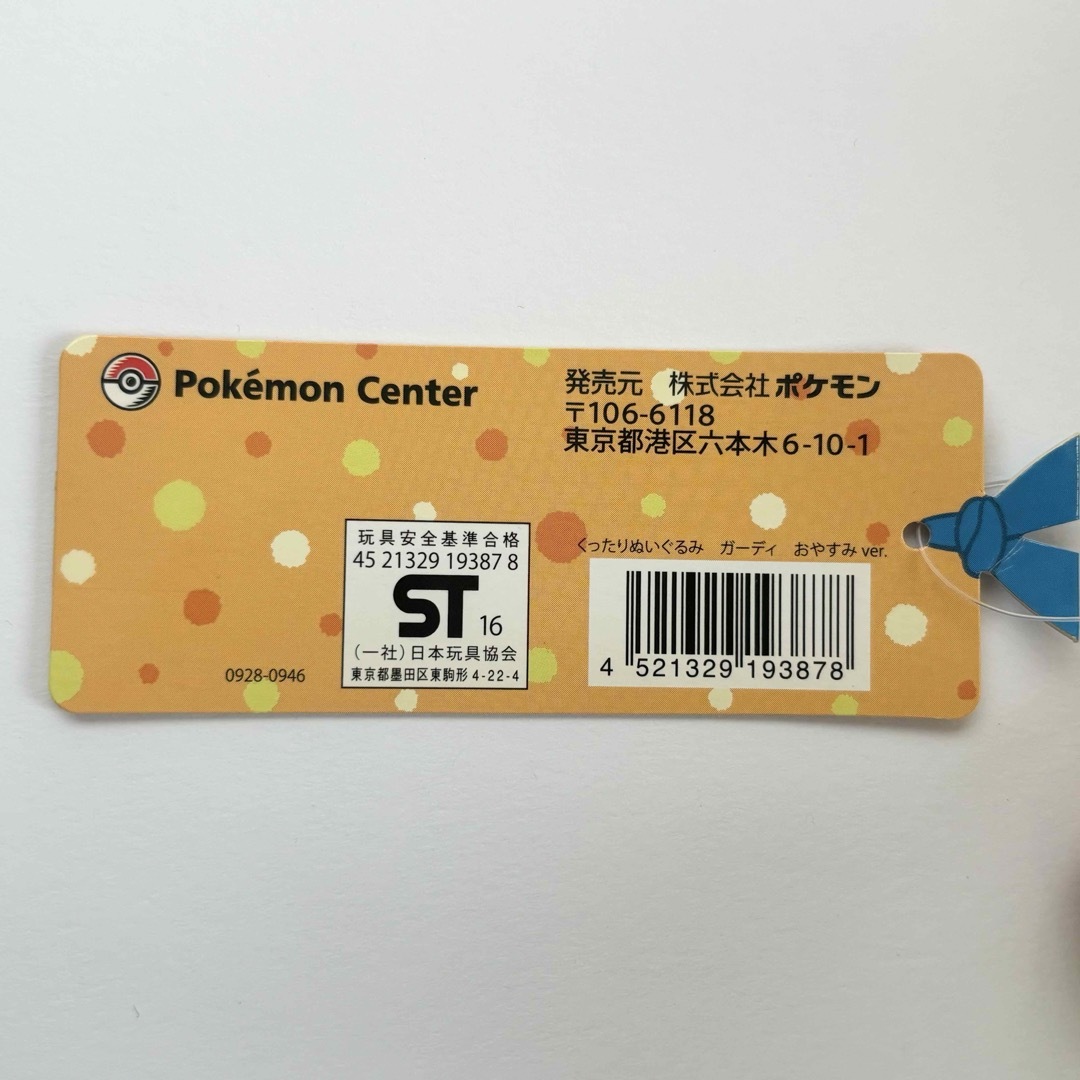 Pokémon Center
発売元 株式会社ポケモン
〒106-6118
東京都港区六本木6-10-1
玩具安全基準合格
45 21329 19387 8
ST 16
(一社)日本玩具協会
東京都墨田区東駒形4-22-4
0928-0946
くったりぬいぐるみ ガーディ おやすみ ver.
4 521329 193878